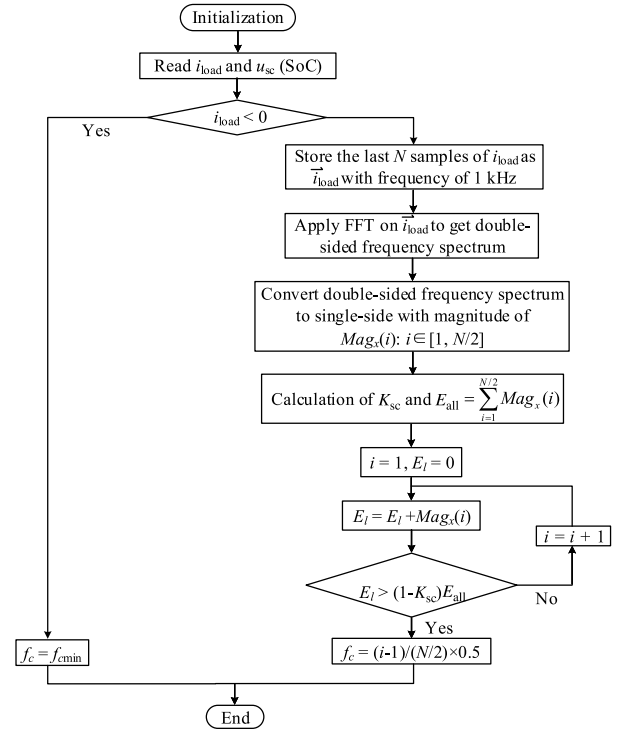 Initialization
Read i_load and u_sc (SoC)
i_load < 0
Yes
Store the last N samples of i_load as
i⃗_load with frequency of 1 kHz
Apply FFT on i⃗_load to get double-
sided frequency spectrum
Convert double-sided frequency spectrum
to single-side with magnitude of
Mag_x(i): i∈[1, N/2]
Calculation of K_sc and E_all = ∑_{i=1}^{N/2} Mag_x(i)
i = 1, E_l = 0
E_l = E_l +Mag_x(i)
i = i + 1
E_l > (1-K_sc)E_all
No
Yes
f_c = f_cmin
f_c = (i-1)/(N/2)×0.5
End